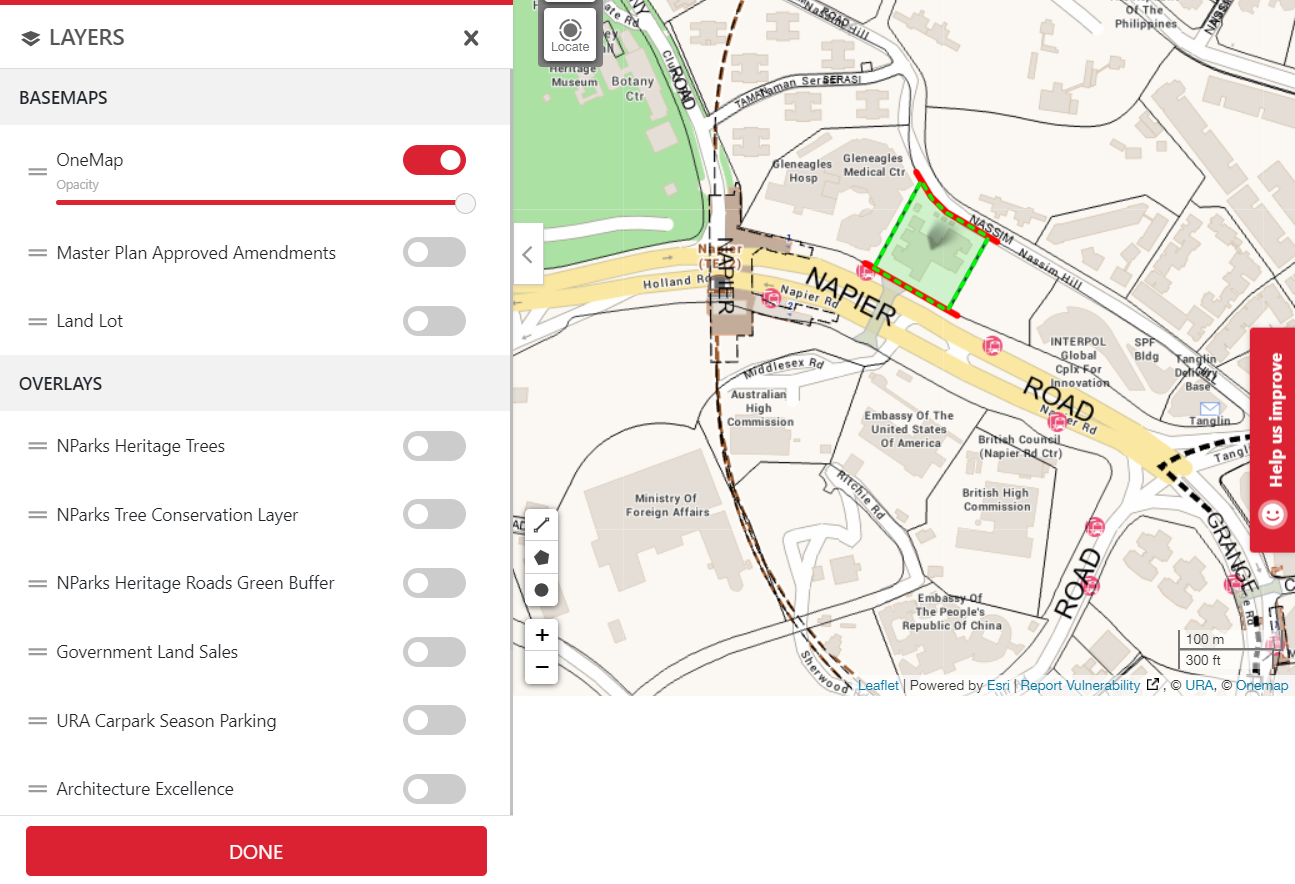 LAYERS
BASEMAPS
OneMap
Opacity
Master Plan Approved Amendments
Land Lot
OVERLAYS
NParks Heritage Trees
NParks Tree Conservation Layer
NParks Heritage Roads Green Buffer
Government Land Sales
URA Carpark Season Parking
Architecture Excellence
DONE
Locate
Heritage
Museum
Botany
Ctr
ROAD
ROAD
Of The
Philippines
Taman Serasi
SERASI
Gleneagles
Hosp
Gleneagles
Medical Ctr
NASSIM
Nassim Hill
Napier
NAPIER
Holland Rd
Napier Rd
1
2
NAPIER
ROAD
Napier Rd
INTERPOL
Global
Cplx For
Innovation
SPF
Bldg
Tanglin
Delivery
Base
Tanglin
Middlesex Rd
Australian
High
Commission
Embassy Of The
United States
Of America
British Council
(Napier Rd Ctr)
British High
Commission
Ritchie Rd
Ministry Of
Foreign Affairs
ROAD
GRANGE
Embassy Of
The People's
Republic Of China
Sherwood
+
−
100 m
300 ft
Leaflet | Powered by Esri | Report Vulnerability , © URA, © Onemap
Help us improve